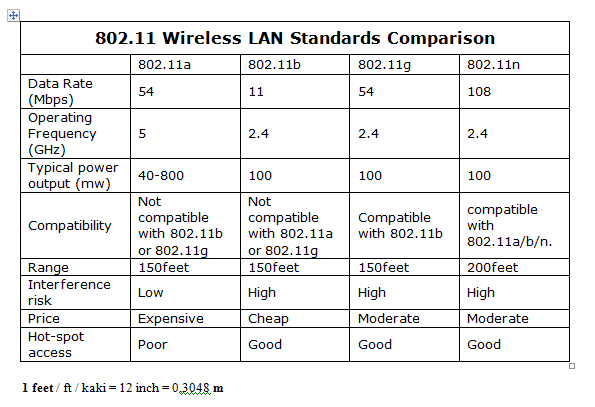 802.11 Wireless LAN Standards Comparison
802.11a 802.11b 802.11g 802.11n
Data Rate
(Mbps) 54 11 54 108
Operating
Frequency
(GHz) 5 2.4 2.4 2.4
Typical power
output (mw) 40-800 100 100 100
Compatibility
Not
compatible
with 802.11b
or 802.11g
Not
compatible
with 802.11a
or 802.11g
Compatible
with 802.11b
compatible
with
802.11a/b/n.
Range 150feet 150feet 150feet 200feet
Interference
risk Low High High High
Price Expensive Cheap Moderate Moderate
Hot-spot
access Poor Good Good Good
1 feet / ft / kaki = 12 inch = 0.3048 m